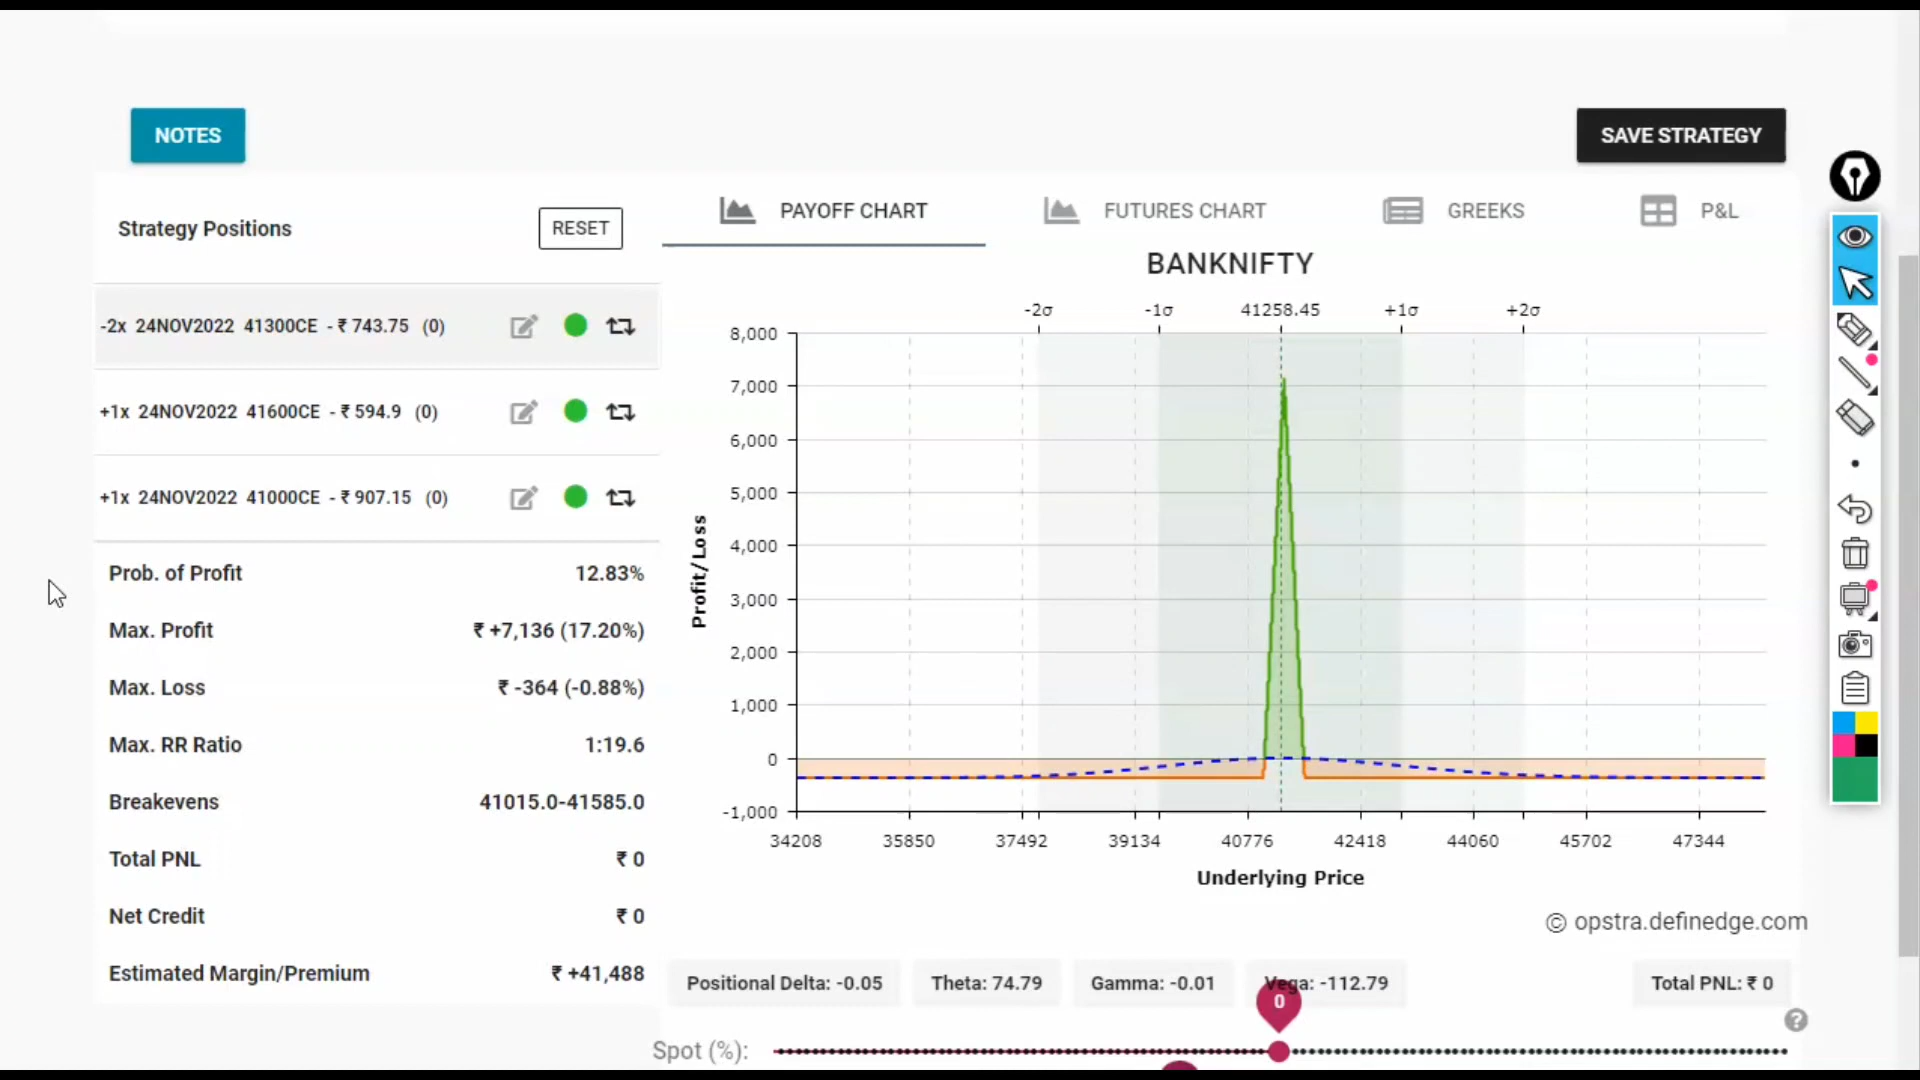 NOTES
SAVE STRATEGY
Strategy Positions
RESET
-2x 24NOV2022 41300CE - ₹ 743.75 (0)
+1x 24NOV2022 41600CE - ₹ 594.9 (0)
+1x 24NOV2022 41000CE - ₹ 907.15 (0)
Prob. of Profit 12.83%
Max. Profit ₹ +7,136 (17.20%)
Max. Loss ₹ -364 (-0.88%)
Max. RR Ratio 1:19.6
Breakevens 41015.0-41585.0
Total PNL ₹ 0
Net Credit ₹ 0
Estimated Margin/Premium ₹ +41,488
PAYOFF CHART
FUTURES CHART
GREEKS
P&L
BANKNIFTY
-2σ -1σ 41258.45 +1σ +2σ
8,000
7,000
6,000
5,000
4,000
3,000
2,000
1,000
0
-1,000
Profit/Loss
34208 35850 37492 39134 40776 42418 44060 45702 47344
Underlying Price
© opstra.definedge.com
Positional Delta: -0.05
Theta: 74.79
Gamma: -0.01
Vega: -112.79
Total PNL: ₹ 0
0
?
Spot (%):